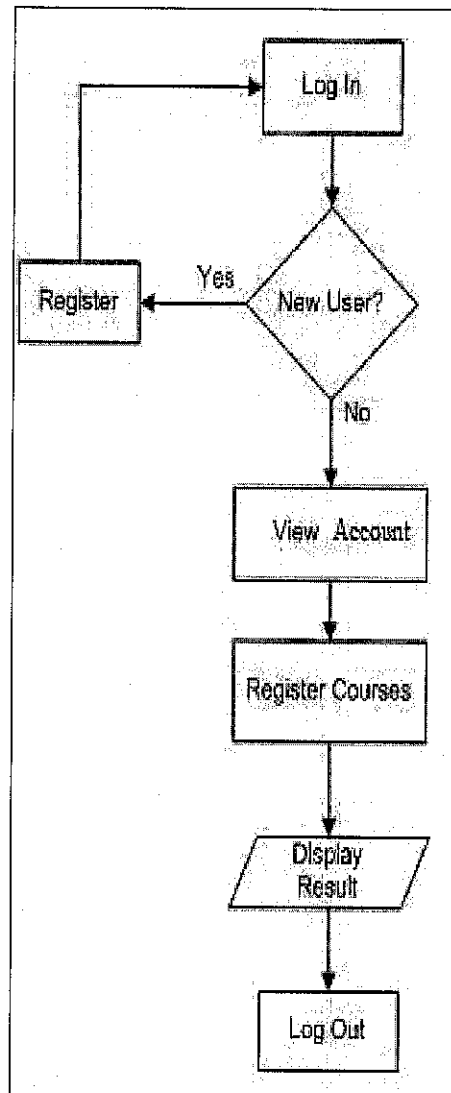 Log In
Yes
Register
New User?
No
View Account
Register Courses
Display
Result
Log Out